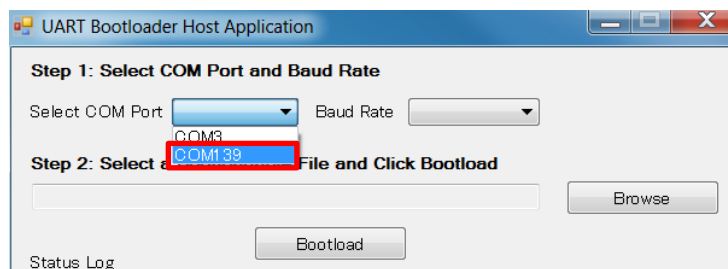 UART Bootloader Host Application
Step 1: Select COM Port and Baud Rate
Select COM Port Baud Rate
COM3
COM139
Step 2: Select a File and Click Bootload
Browse
Bootload
Status Log